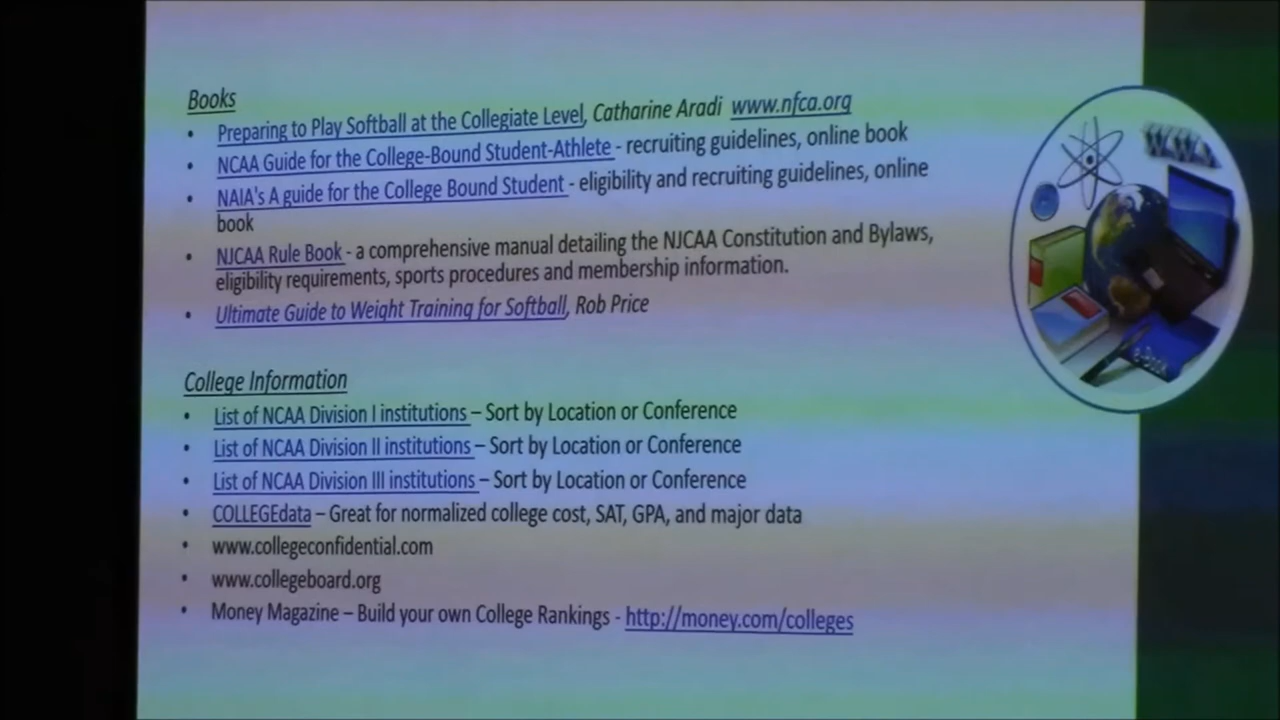 Books
• Preparing to Play Softball at the Collegiate Level, Catharine Aradi www.nfca.org
• NCAA Guide for the College-Bound Student-Athlete - recruiting guidelines, online book
• NAIA's A guide for the College Bound Student - eligibility and recruiting guidelines, online
book
• NJCAA Rule Book - a comprehensive manual detailing the NJCAA Constitution and Bylaws,
eligibility requirements, sports procedures and membership information.
• Ultimate Guide to Weight Training for Softball, Rob Price
College Information
• List of NCAA Division I institutions – Sort by Location or Conference
• List of NCAA Division II institutions – Sort by Location or Conference
• List of NCAA Division III institutions – Sort by Location or Conference
• COLLEGEdata – Great for normalized college cost, SAT, GPA, and major data
• www.collegeconfidential.com
• www.collegeboard.org
• Money Magazine – Build your own College Rankings - http://money.com/colleges
WWW
e-Book